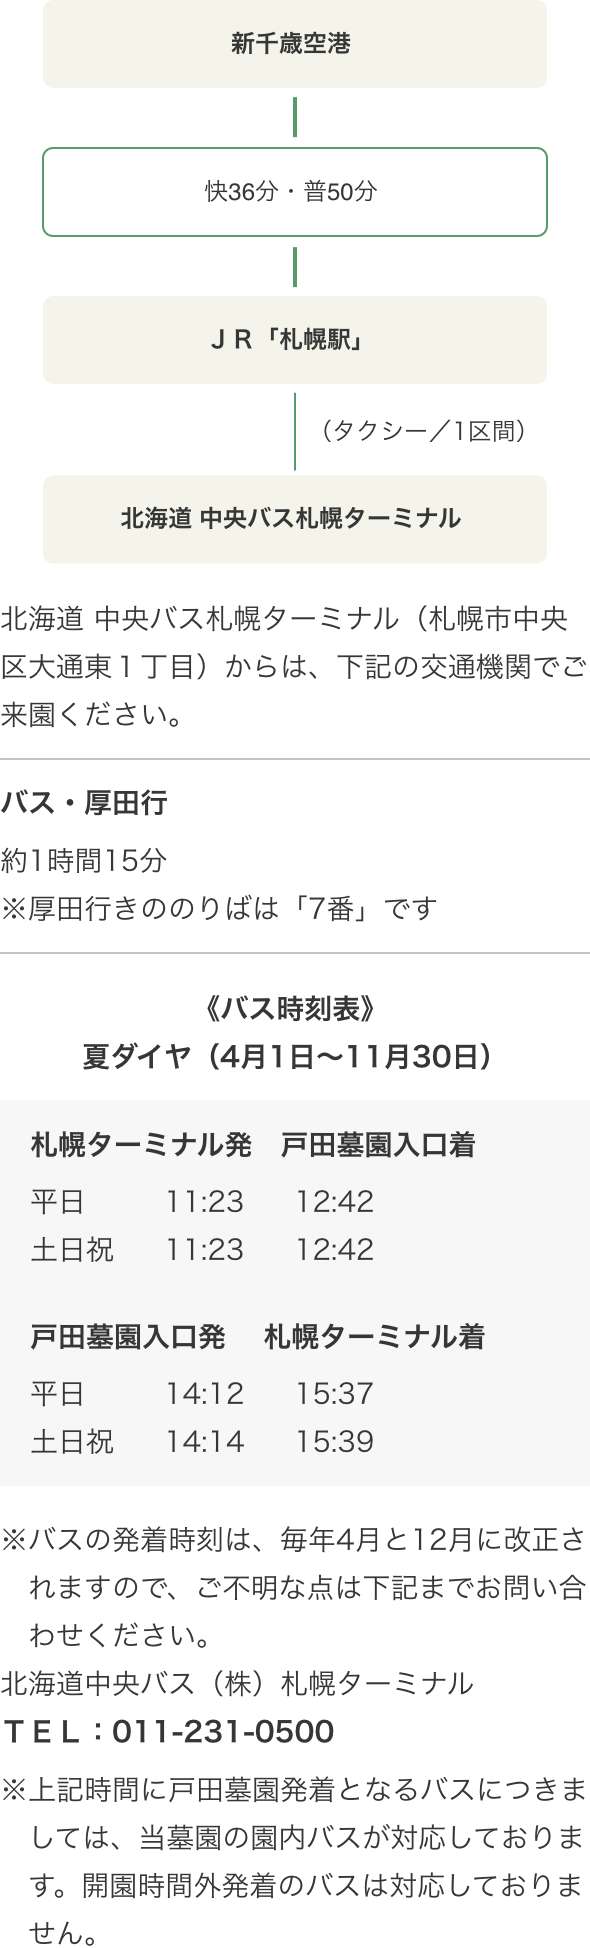 新千歳空港
快36分・普50分
ＪＲ「札幌駅」
（タクシー／1区間）
北海道 中央バス札幌ターミナル
北海道 中央バス札幌ターミナル（札幌市中央
区大通東１丁目）からは、下記の交通機関でご
来園ください。
バス・厚田行
約1時間15分
※厚田行きののりばは「7番」です
《バス時刻表》
夏ダイヤ（4月1日〜11月30日）
札幌ターミナル発 戸田墓園入口着
平日 11:23 12:42
土日祝 11:23 12:42
戸田墓園入口発 札幌ターミナル着
平日 14:12 15:37
土日祝 14:14 15:39
※バスの発着時刻は、毎年4月と12月に改正さ
れますので、ご不明な点は下記までお問い合
わせください。
北海道中央バス（株）札幌ターミナル
ＴＥＬ：011-231-0500
※上記時間に戸田墓園発着となるバスにつきま
しては、当墓園の園内バスが対応しておりま
す。開園時間外発着のバスは対応しておりま
せん。